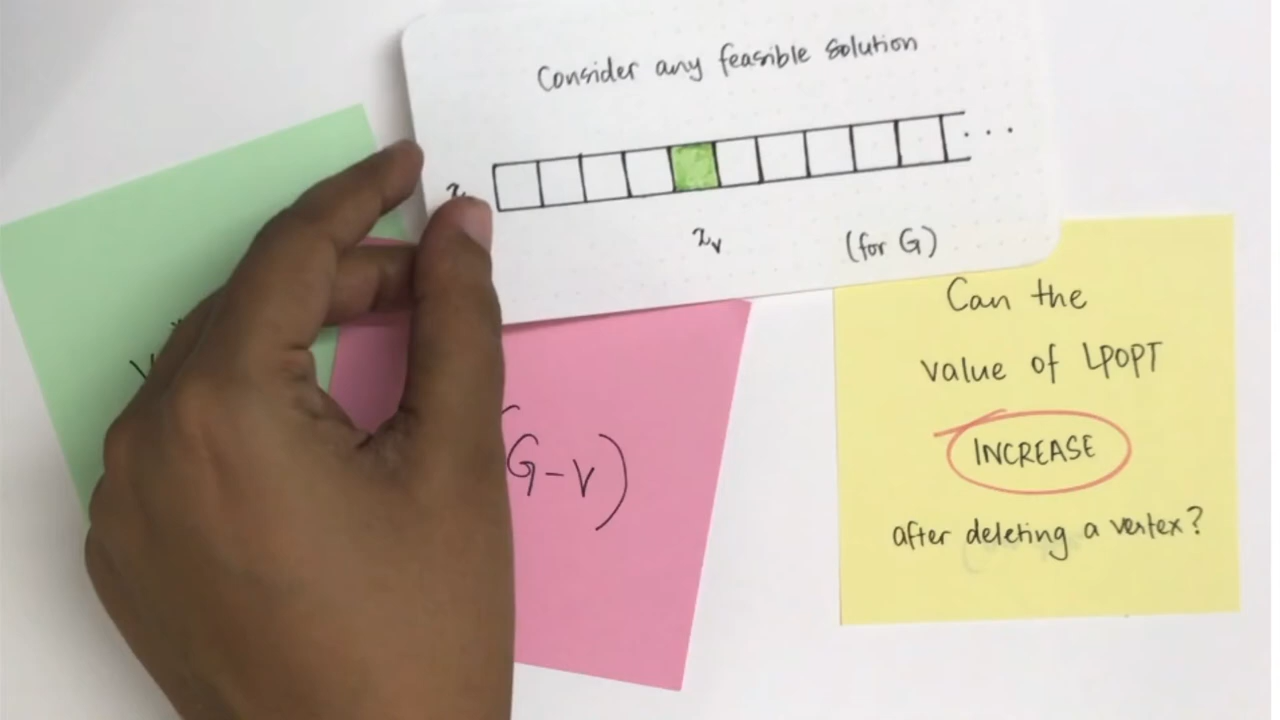 Consider any feasible solution
x
...
x_v
(for G)
(G-v)
Can the
value of LPOPT
INCREASE
after deleting a vertex?